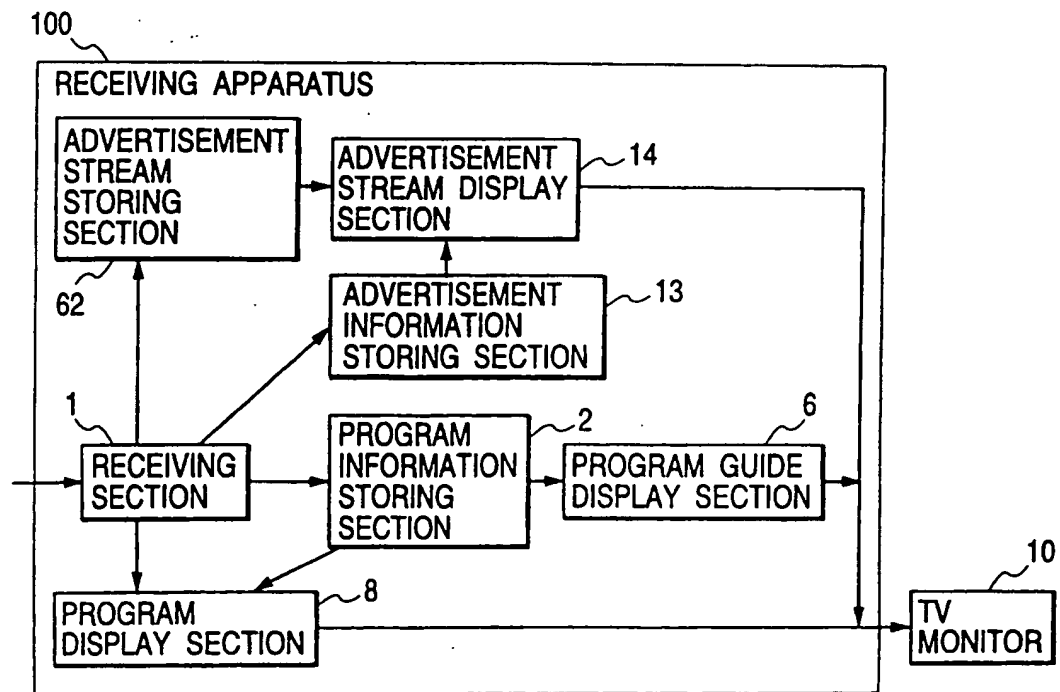 100
RECEIVING APPARATUS
ADVERTISEMENT
STREAM
STORING
SECTION
62
ADVERTISEMENT
STREAM DISPLAY
SECTION
14
ADVERTISEMENT
INFORMATION
STORING SECTION
13
1
RECEIVING
SECTION
PROGRAM
INFORMATION
STORING
SECTION
2
PROGRAM GUIDE
DISPLAY SECTION
6
PROGRAM
DISPLAY SECTION
8
TV
MONITOR
10